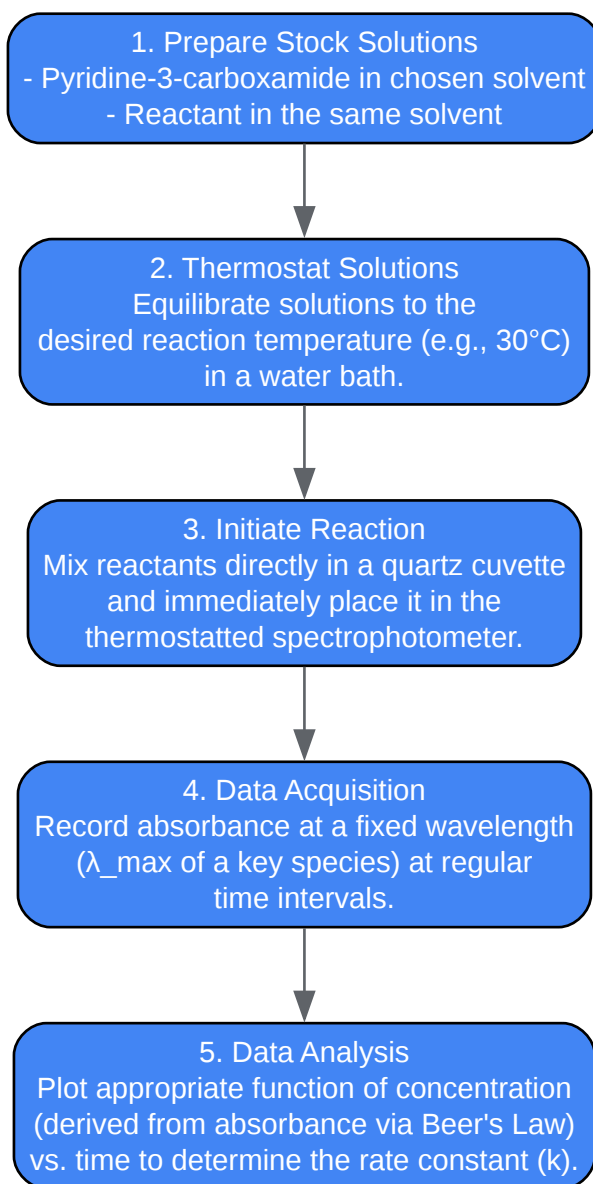 1. Prepare Stock Solutions
- Pyridine-3-carboxamide in chosen solvent
- Reactant in the same solvent
2. Thermostat Solutions
Equilibrate solutions to the
desired reaction temperature (e.g., 30°C)
in a water bath.
3. Initiate Reaction
Mix reactants directly in a quartz cuvette
and immediately place it in the
thermostatted spectrophotometer.
4. Data Acquisition
Record absorbance at a fixed wavelength
(λ_max of a key species) at regular
time intervals.
5. Data Analysis
Plot appropriate function of concentration
(derived from absorbance via Beer's Law)
vs. time to determine the rate constant (k).